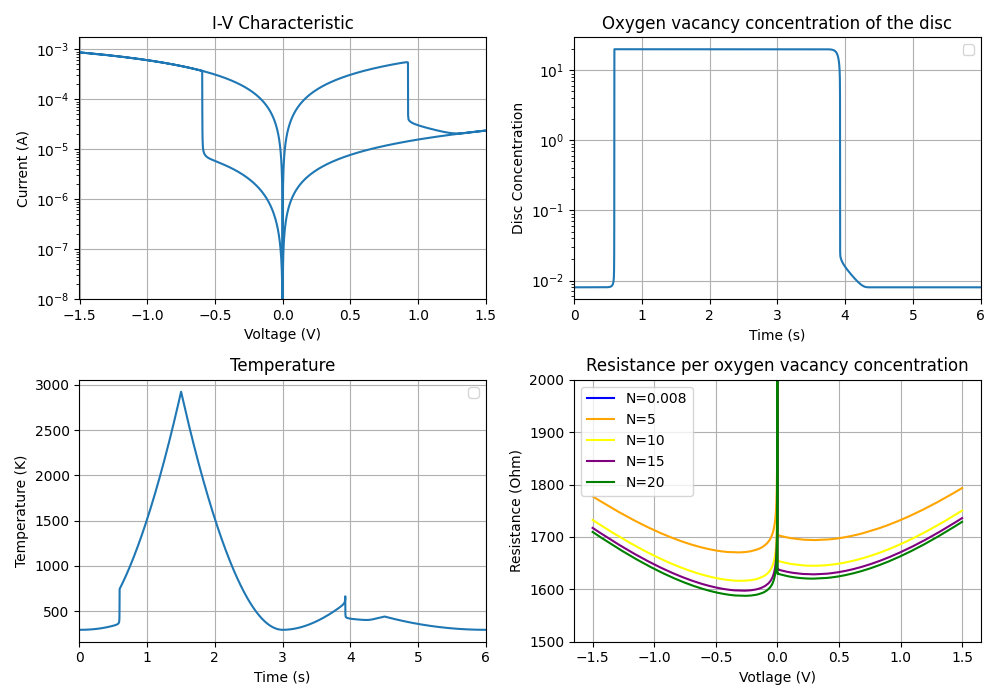 I-V Characteristic
Current (A)
10⁻³
10⁻⁴
10⁻⁵
10⁻⁶
10⁻⁷
10⁻⁸
−1.5 −1.0 −0.5 0.0 0.5 1.0 1.5
Voltage (V)
Oxygen vacancy concentration of the disc
Disc Concentration
10¹
10⁰
10⁻¹
10⁻²
0 1 2 3 4 5 6
Time (s)
Temperature
Temperature (K)
3000
2500
2000
1500
1000
500
0 1 2 3 4 5 6
Time (s)
Resistance per oxygen vacancy concentration
Resistance (Ohm)
2000
1900
1800
1700
1600
1500
N=0.008
N=5
N=10
N=15
N=20
−1.5 −1.0 −0.5 0.0 0.5 1.0 1.5
Votlage (V)